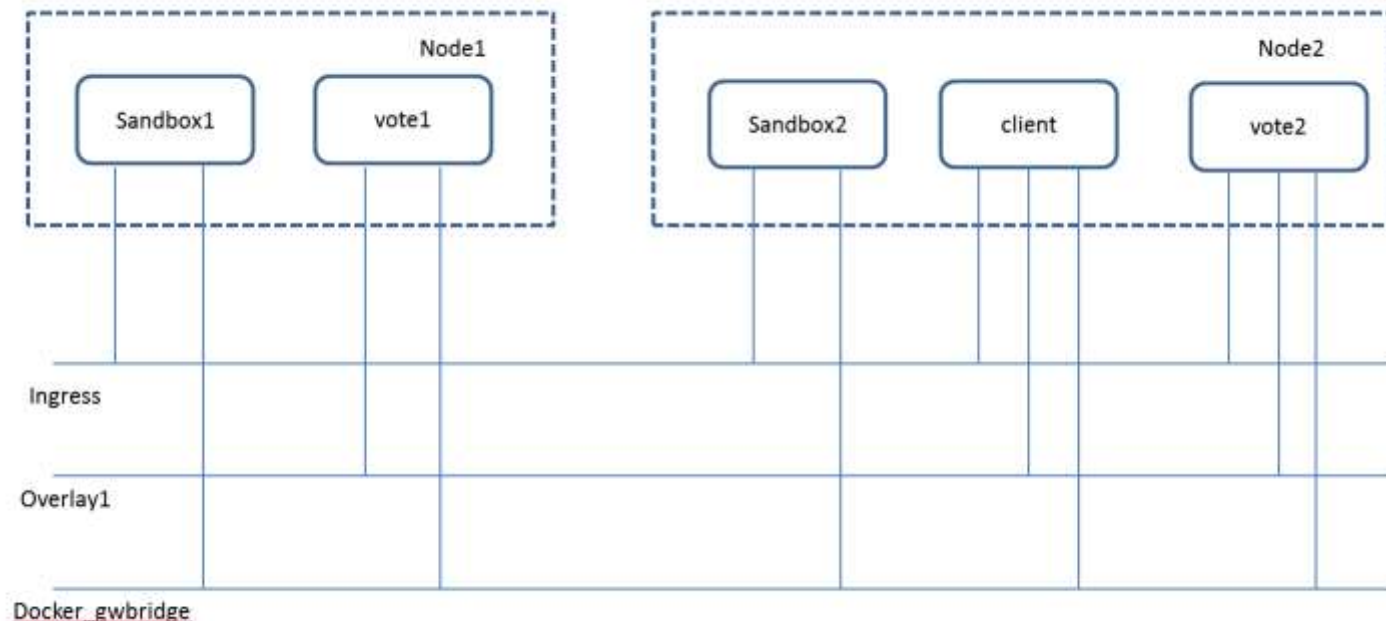 Node1
Node2
Sandbox1
vote1
Sandbox2
client
vote2
Ingress
Overlay1
Docker_gwbridge